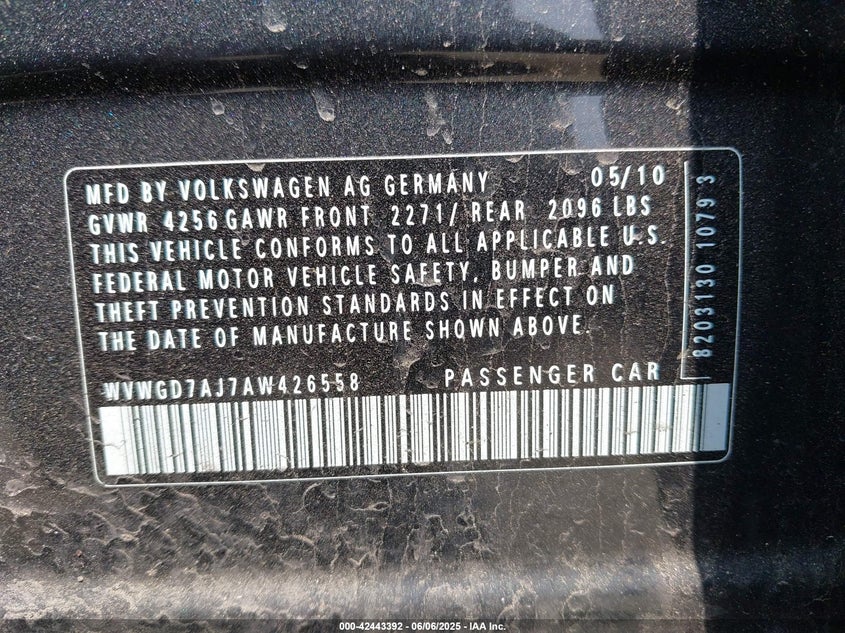 MFD BY VOLKSWAGEN AG GERMANY 05/10
GVWR 4256 GAWR FRONT 2271/ REAR 2096 LBS
THIS VEHICLE CONFORMS TO ALL APPLICABLE U.S.
FEDERAL MOTOR VEHICLE SAFETY, BUMPER AND
THEFT PREVENTION STANDARDS IN EFFECT ON
THE DATE OF MANUFACTURE SHOWN ABOVE.
WVWGD7AJ7AW426558 PASSENGER CAR
8203130 1079 3
000-42443392 - 06/06/2025 - IAA Inc.